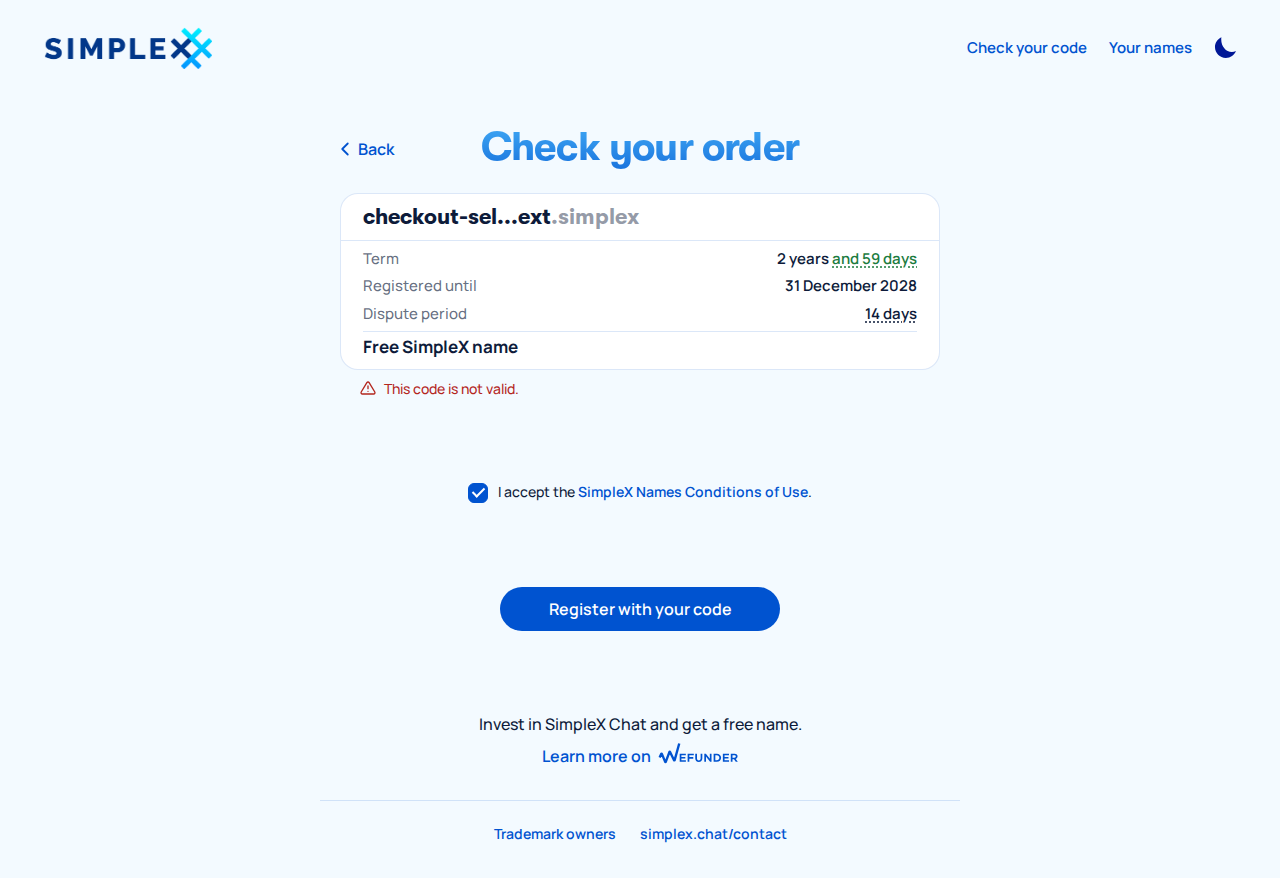 SIMPLEX
Check your code
Your names
Back
Check your order
checkout-sel...ext.simplex
Term
2 years and 59 days
Registered until
31 December 2028
Dispute period
14 days
Free SimpleX name
This code is not valid.
I accept the SimpleX Names Conditions of Use.
Register with your code
Invest in SimpleX Chat and get a free name.
Learn more on WEFUNDER
Trademark owners
simplex.chat/contact